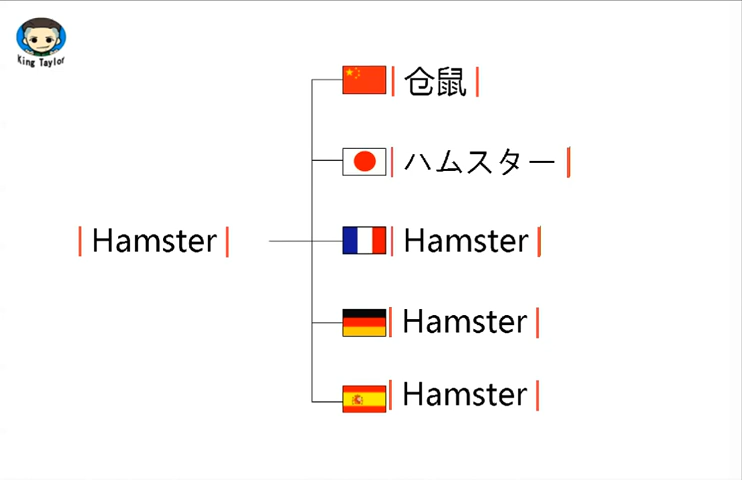 King Taylor
仓鼠
ハムスター
Hamster
Hamster
Hamster
Hamster